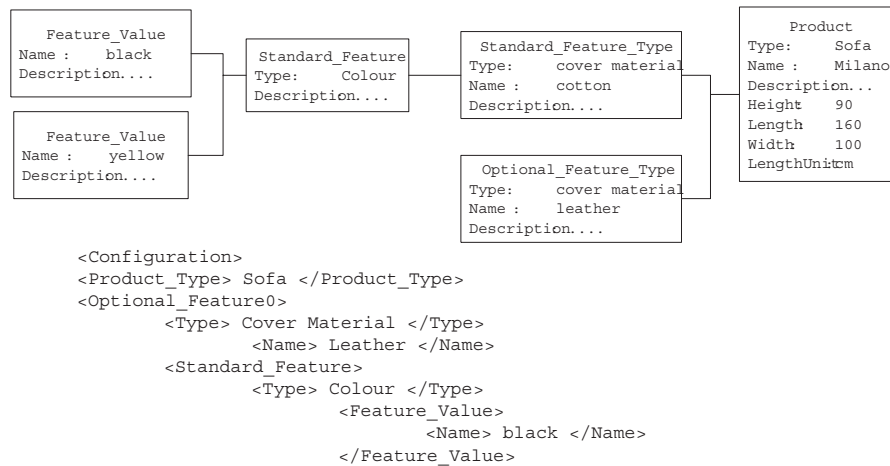 Feature_Value
Name : black
Description:....
Feature_Value
Name : yellow
Description:....
Standard_Feature
Type: Colour
Description:....
Standard_Feature_Type
Type: cover material
Name : cotton
Description:....
Optional_Feature_Type
Type: cover material
Name : leather
Description:....
Product
Type: Sofa
Name : Milano
Description:...
Height: 90
Length: 160
Width: 100
LengthUnit: cm
<Configuration>
<Product_Type> Sofa </Product_Type>
<Optional_Feature0>
<Type> Cover Material </Type>
<Name> Leather </Name>
<Standard_Feature>
<Type> Colour </Type>
<Feature_Value>
<Name> black </Name>
</Feature_Value>